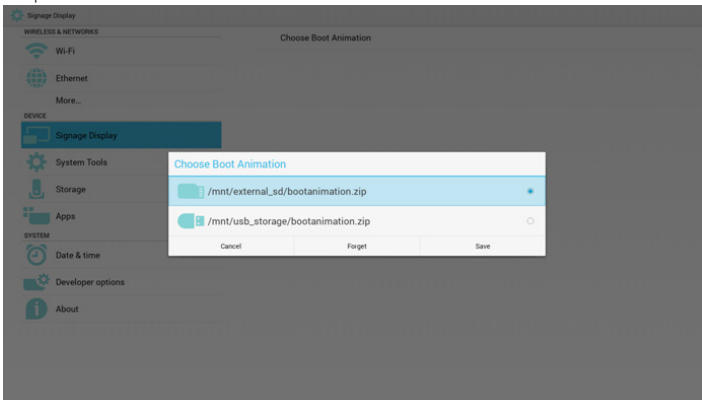 Signage Display
WIRELESS & NETWORKS
Wi-Fi
Ethernet
More...
DEVICE
Signage Display
System Tools
Storage
Apps
SYSTEM
Date & time
Developer options
About
Choose Boot Animation
Choose Boot Animation
/mnt/external_sd/bootanimation.zip
/mnt/usb_storage/bootanimation.zip
Cancel Forget Save